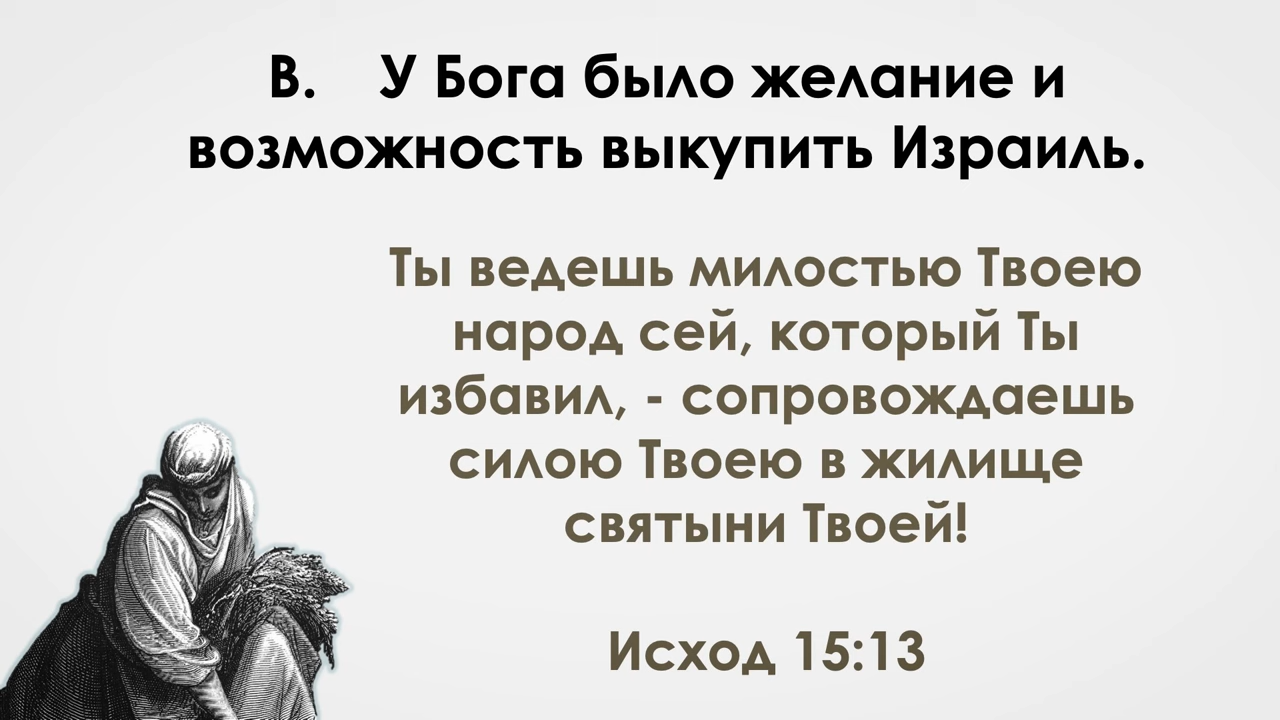 В. У Бога было желание и
возможность выкупить Израиль.
Ты ведешь милостью Твоею
народ сей, который Ты
избавил, - сопровождаешь
силою Твоею в жилище
святыни Твоей!
Исход 15:13